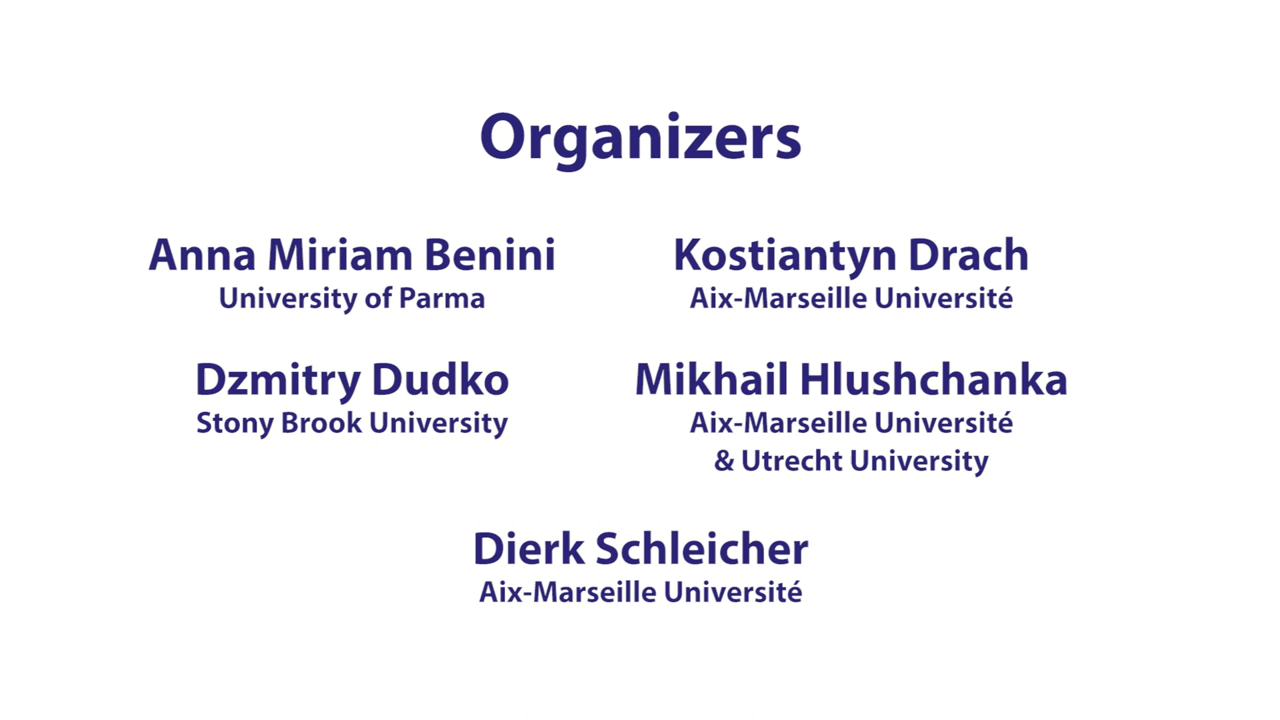 Organizers
Anna Miriam Benini
University of Parma
Kostiantyn Drach
Aix-Marseille Université
Dzmitry Dudko
Stony Brook University
Mikhail Hlushchanka
Aix-Marseille Université
& Utrecht University
Dierk Schleicher
Aix-Marseille Université